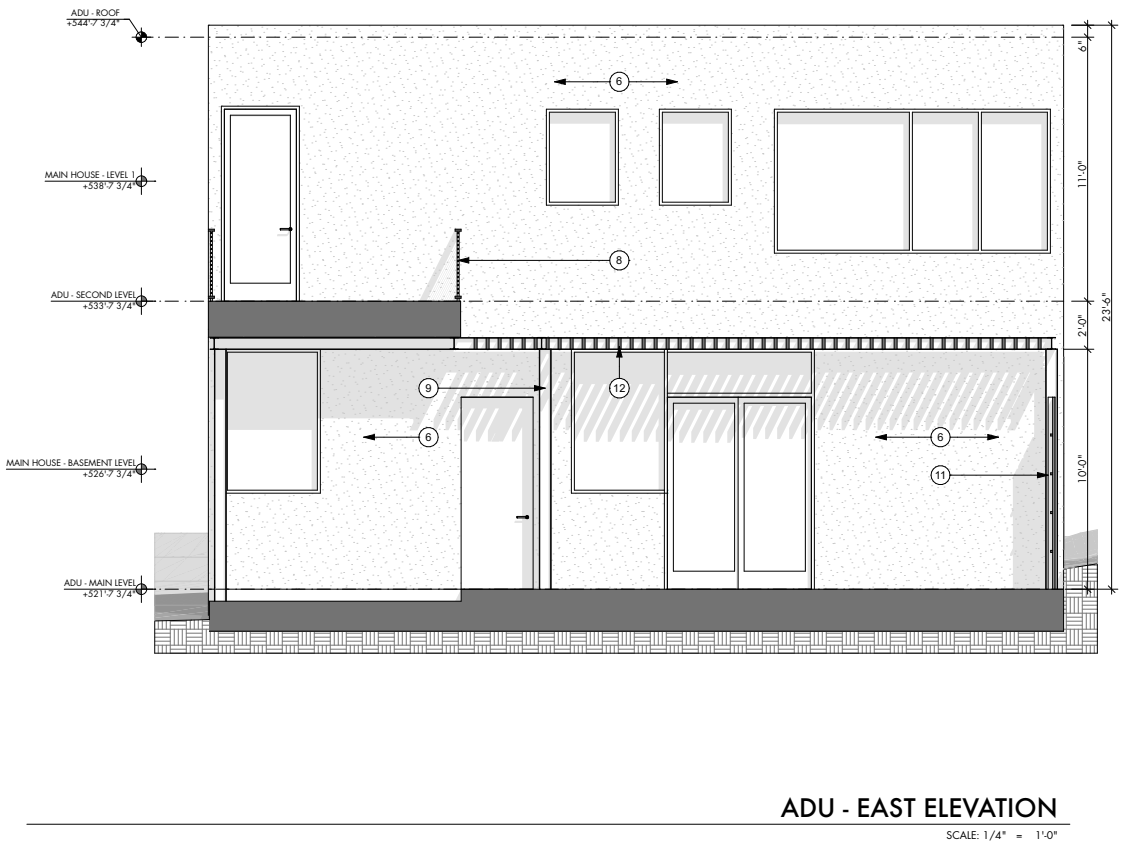 ADU - ROOF
+544'-7 3/4"
6"
6
MAIN HOUSE - LEVEL 1
+538'-7 3/4"
11'-0"
8
ADU - SECOND LEVEL
+533'-7 3/4"
2'-0"
23'-6"
9
12
6
6
MAIN HOUSE - BASEMENT LEVEL
+526'-7 3/4"
11
10'-0"
ADU - MAIN LEVEL
+521'-7 3/4"
ADU - EAST ELEVATION
SCALE: 1/4" = 1'-0"